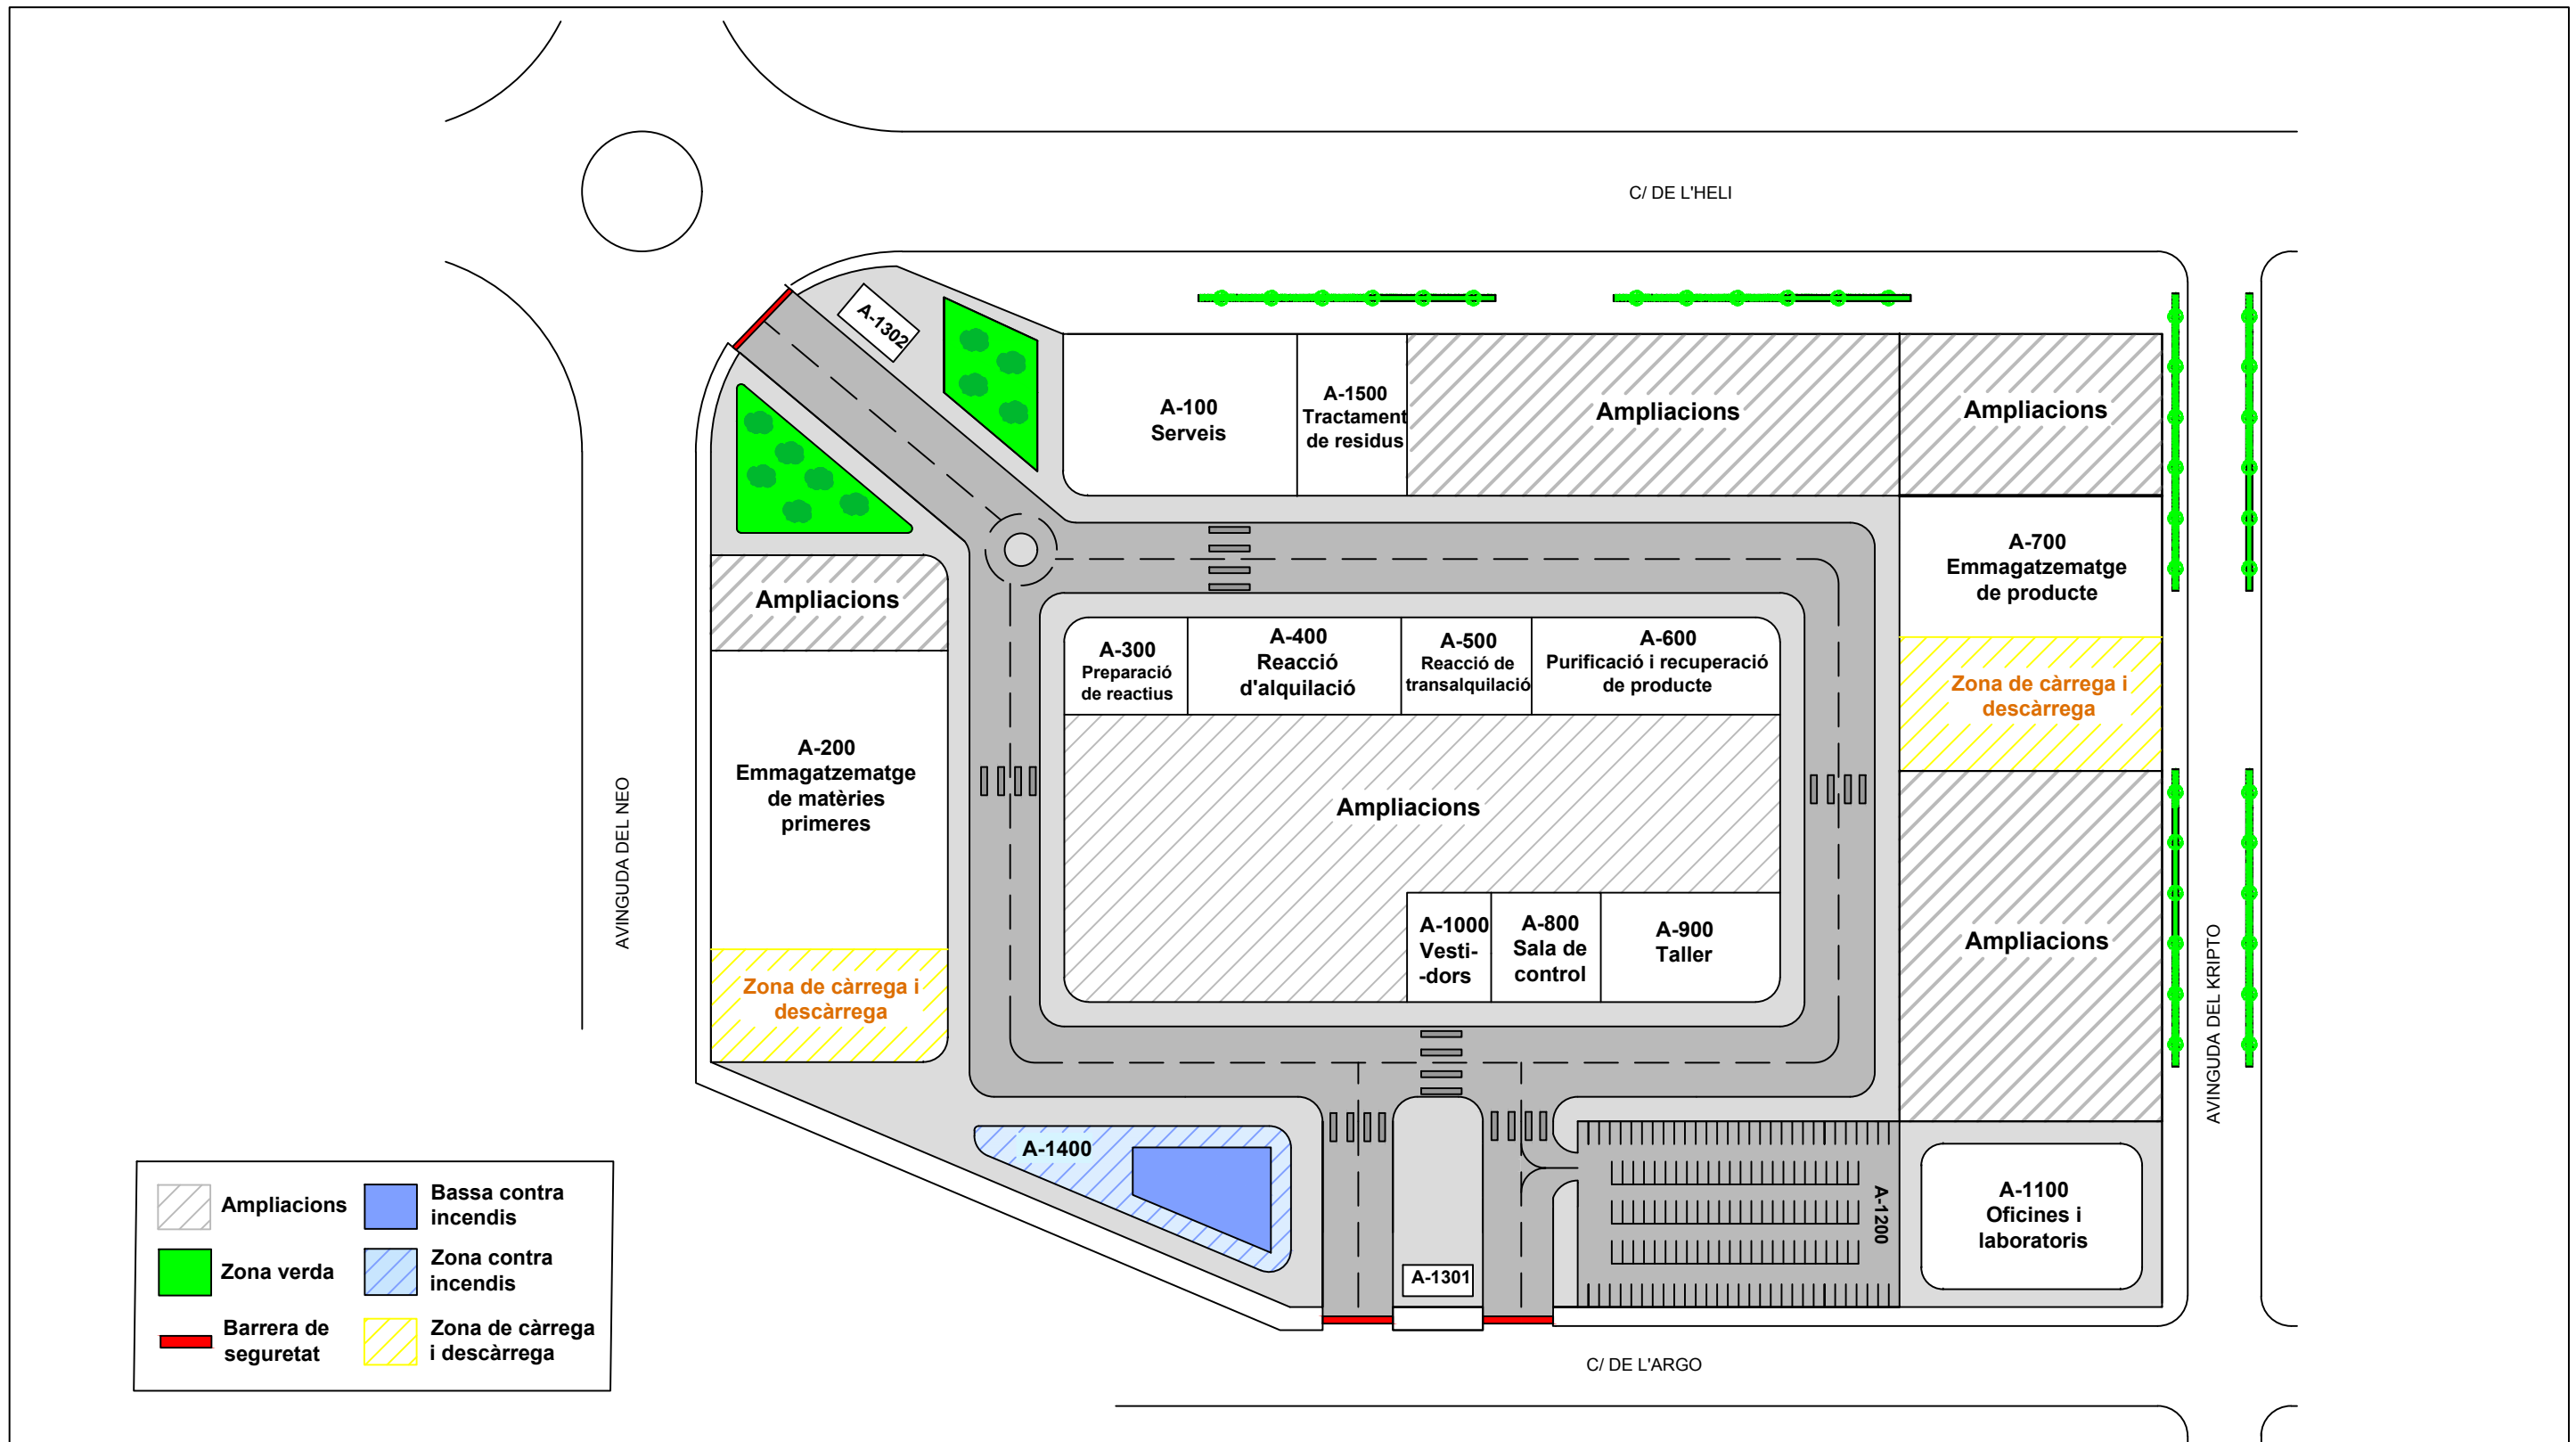 C/ DE L'HELI
A-1302
A-100
Serveis
A-1500
Tractament
de residus
Ampliacions
Ampliacions
A-700
Emmagatzematge
de producte
Zona de càrrega i
descàrrega
Ampliacions
Ampliacions
A-200
Emmagatzematge
de matèries
primeres
Zona de càrrega i
descàrrega
A-300
Preparació
de reactius
A-400
Reacció
d'alquilació
A-500
Reacció de
transalquilació
A-600
Purificació i recuperació
de producte
Ampliacions
A-1000
Vesti-
-dors
A-800
Sala de
control
A-900
Taller
AVINGUDA DEL NEO
AVINGUDA DEL KRIPTO
A-1400
A-1301
A-1200
A-1100
Oficines i
laboratoris
C/ DE L'ARGO
Ampliacions
Bassa contra
incendis
Zona verda
Zona contra
incendis
Barrera de
seguretat
Zona de càrrega
i descàrrega